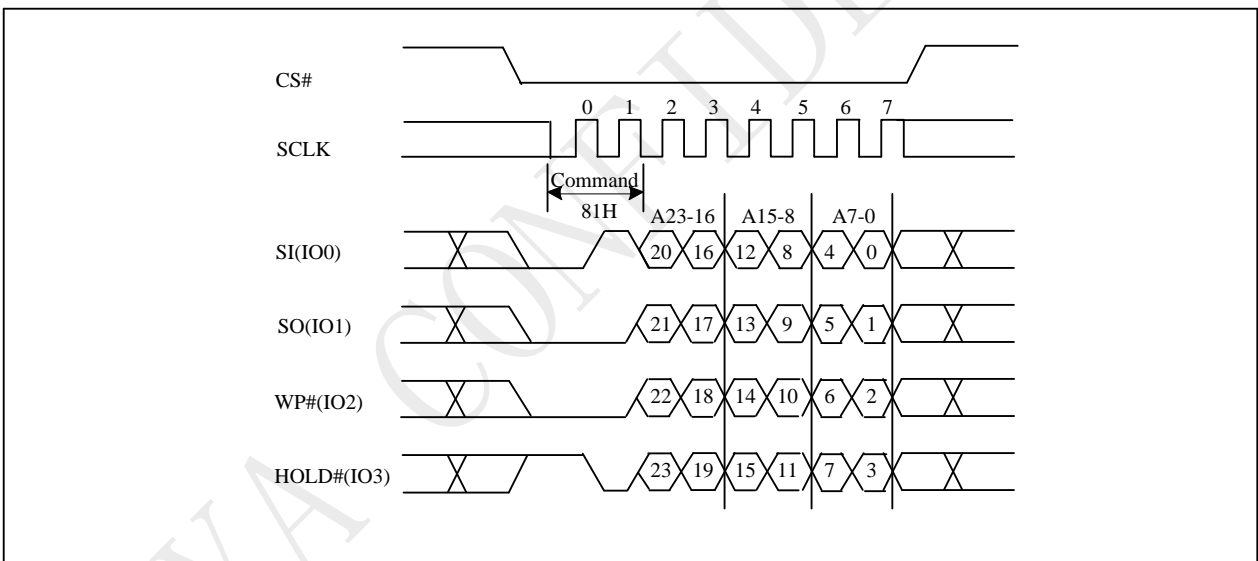 CS#
0 1 2 3 4 5 6 7
SCLK
Command
81H
A23-16 A15-8 A7-0
SI(IO0) 20 16 12 8 4 0
SO(IO1) 21 17 13 9 5 1
WP#(IO2) 22 18 14 10 6 2
HOLD#(IO3) 23 19 15 11 7 3